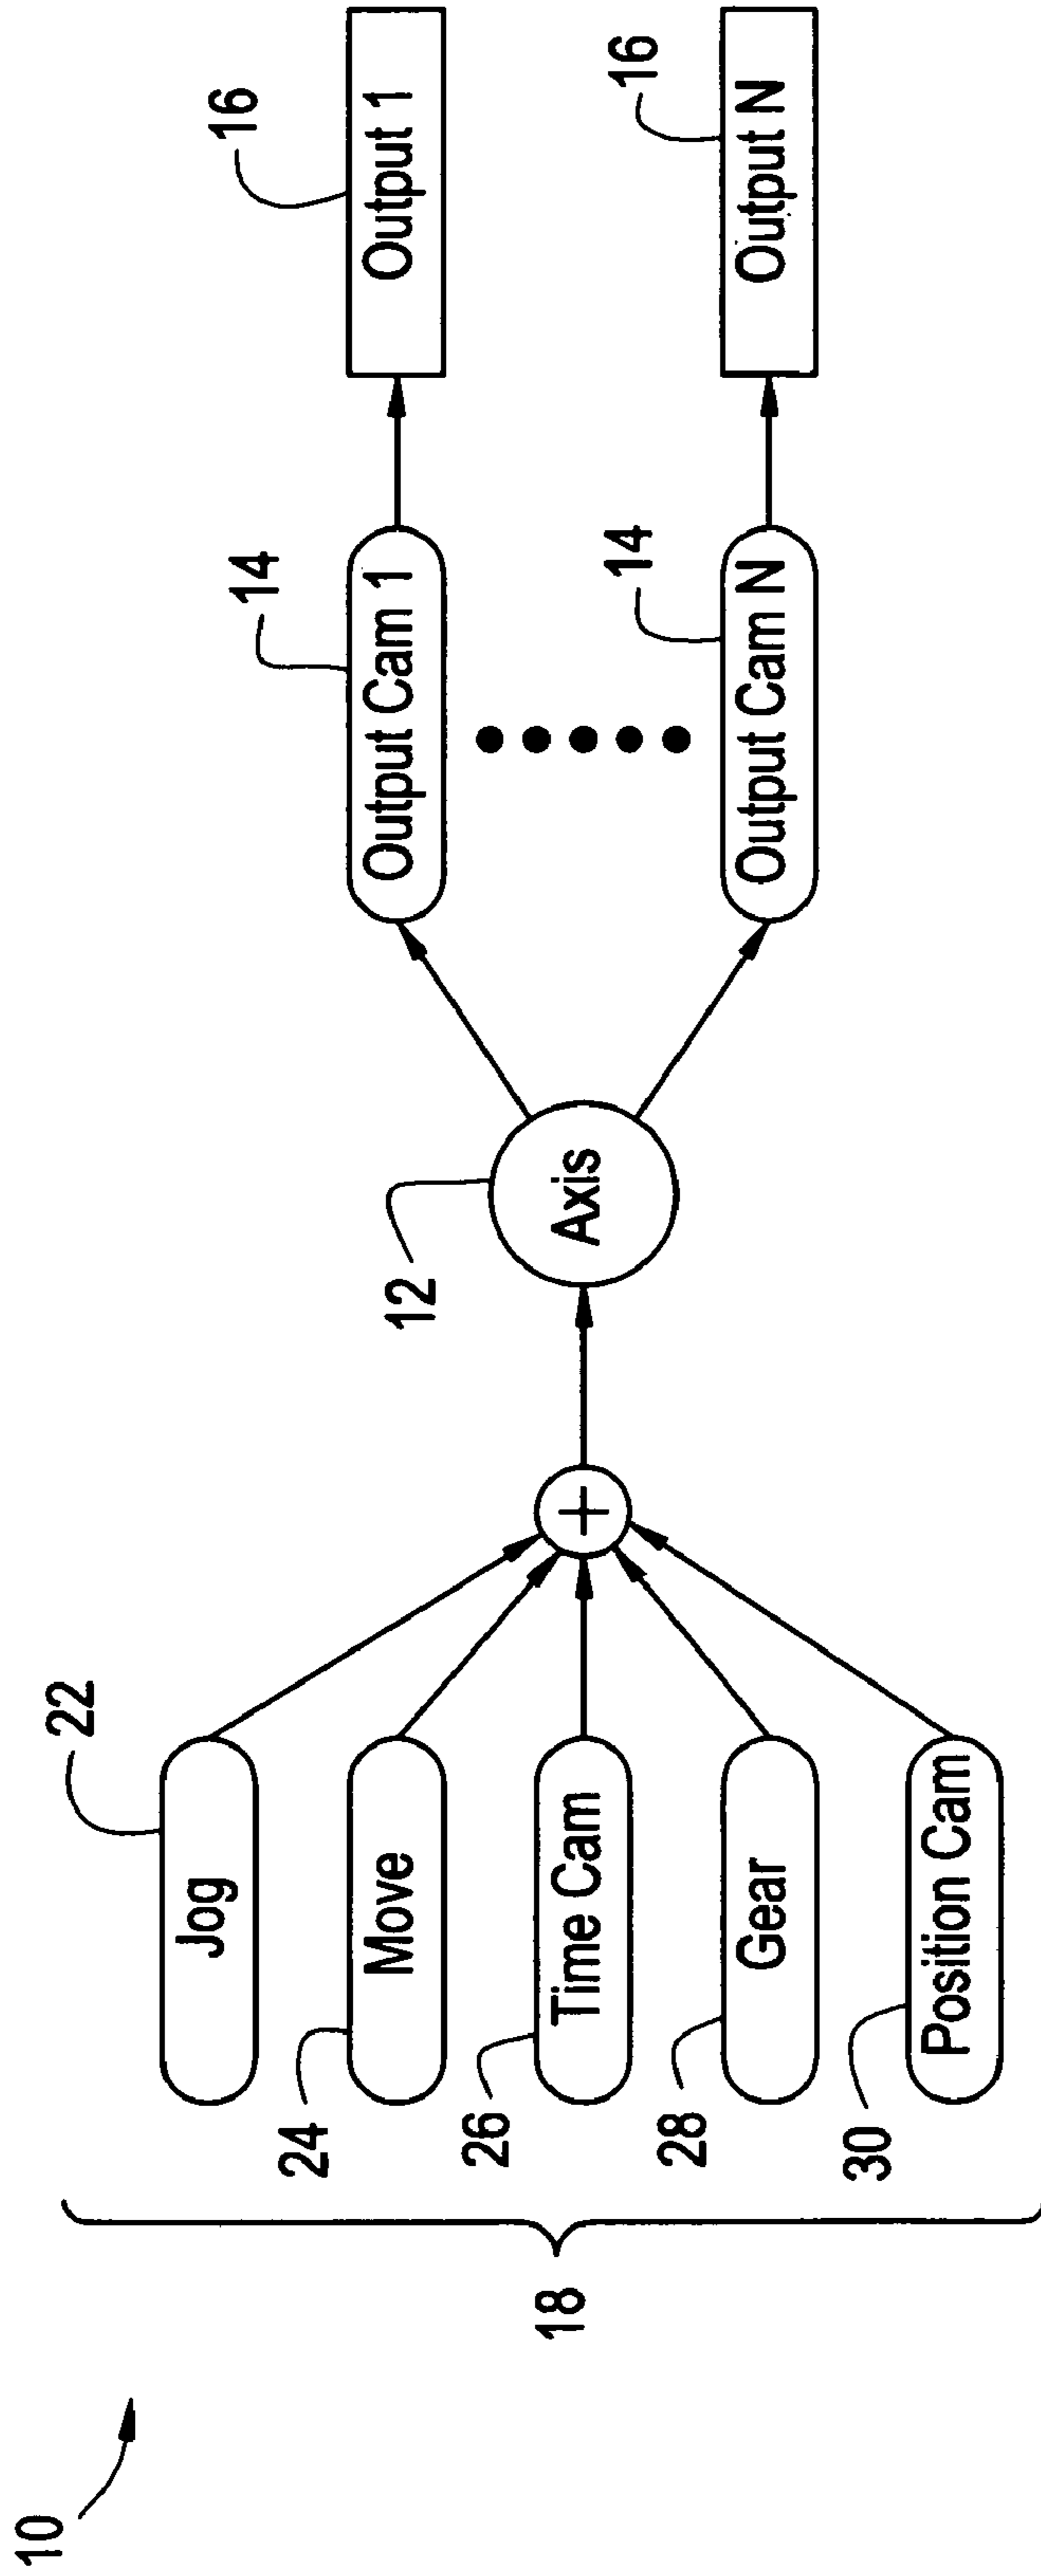 10
18
22
Jog
24
Move
26
Time Cam
28
Gear
30
Position Cam
+
12
Axis
14
Output Cam 1
16
Output 1
14
Output Cam N
16
Output N